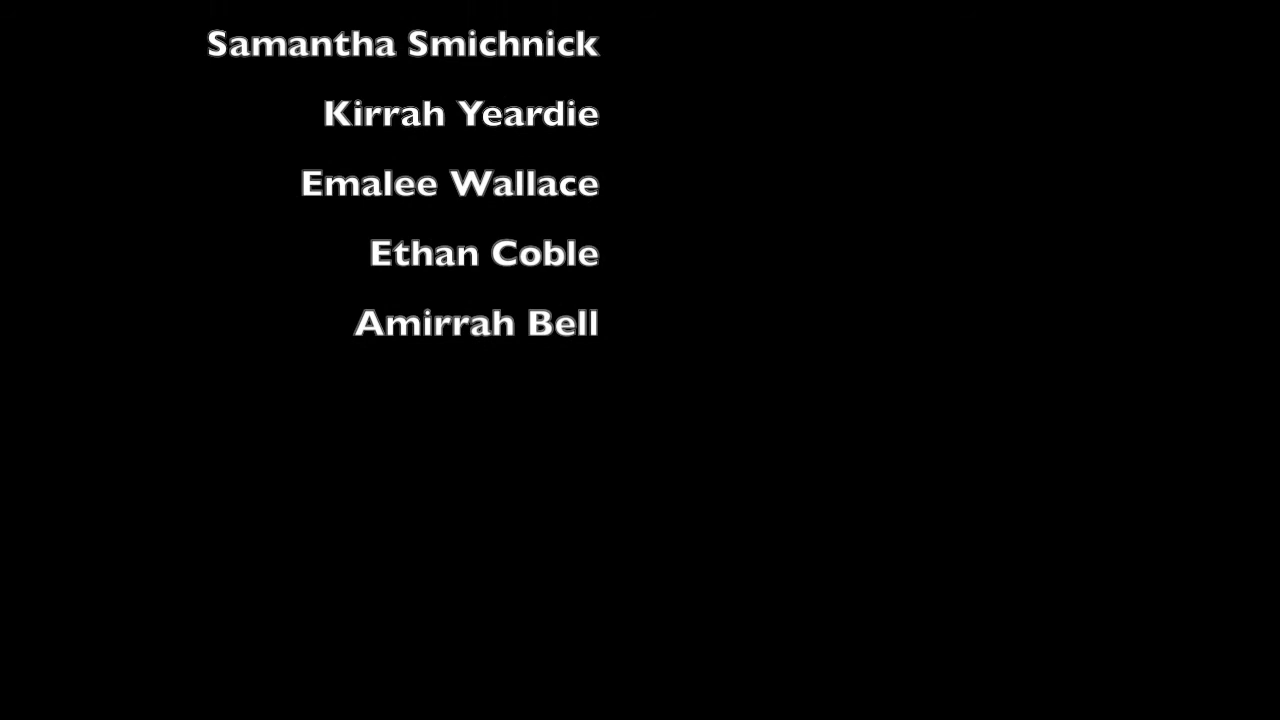 Samantha Smichnick
Kirrah Yeardie
Emalee Wallace
Ethan Coble
Amirrah Bell